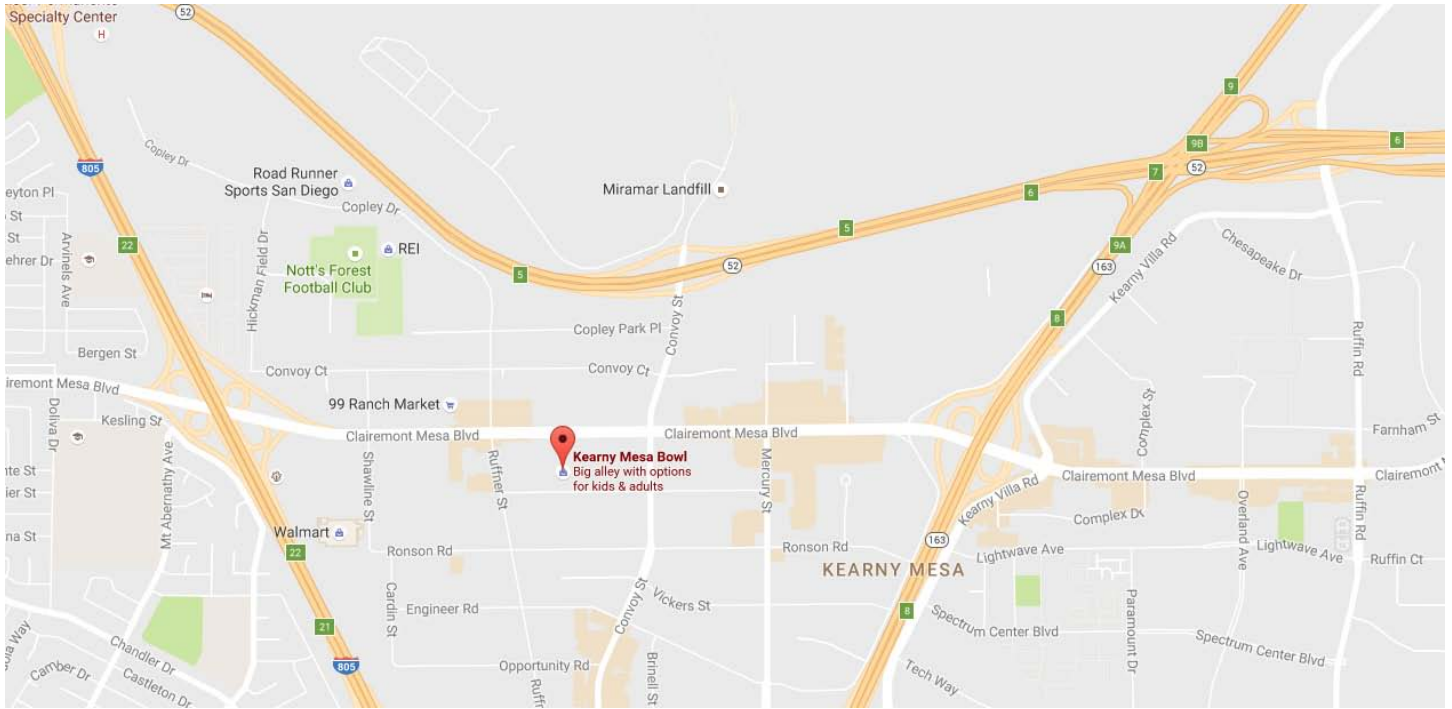 Specialty Center
H
52
9
805
Copley Dr
Road Runner
Sports San Diego
Miramar Landfill
9B
6
7
52
6
eyton Pl
St
St
ehrer Dr
Arvinels Ave
22
Copley Dr
REI
Nott's Forest
Football Club
Hickman Field Dr
5
5
52
9A
163
Kearny Villa Rd
Chesapeake Dr
8
Copley Park Pl
Convoy St
Ruffin Rd
Bergen St
Convoy Ct
Convoy Ct
iremont Mesa Blvd
Kesling St
Doliva Dr
99 Ranch Market
Clairemont Mesa Blvd
Clairemont Mesa Blvd
Complex St
Farnham St
Kearny Mesa Bowl
Big alley with options
for kids & adults
Clairemont Mesa Blvd
Clairemont M
nte St
ier St
ma St
Mt Abernathy Ave
Shawline St
Ruffner St
Mercury St
Kearny Villa Rd
Overland Ave
Ruffin Rd
Complex Dr
Walmart
22
Ronson Rd
Ronson Rd
163
Lightwave Ave
Lightwave Ave
Ruffin Ct
KEARNY MESA
Cardin St
Engineer Rd
Convoy St
Vickers St
8
Spectrum Center Blvd
Paramount Dr
Spectrum Center Blvd
21
ola Way
Chandler Dr
Camber Dr
Castleton Dr
805
Opportunity Rd
Ruffn
Brinell St
Tech Way